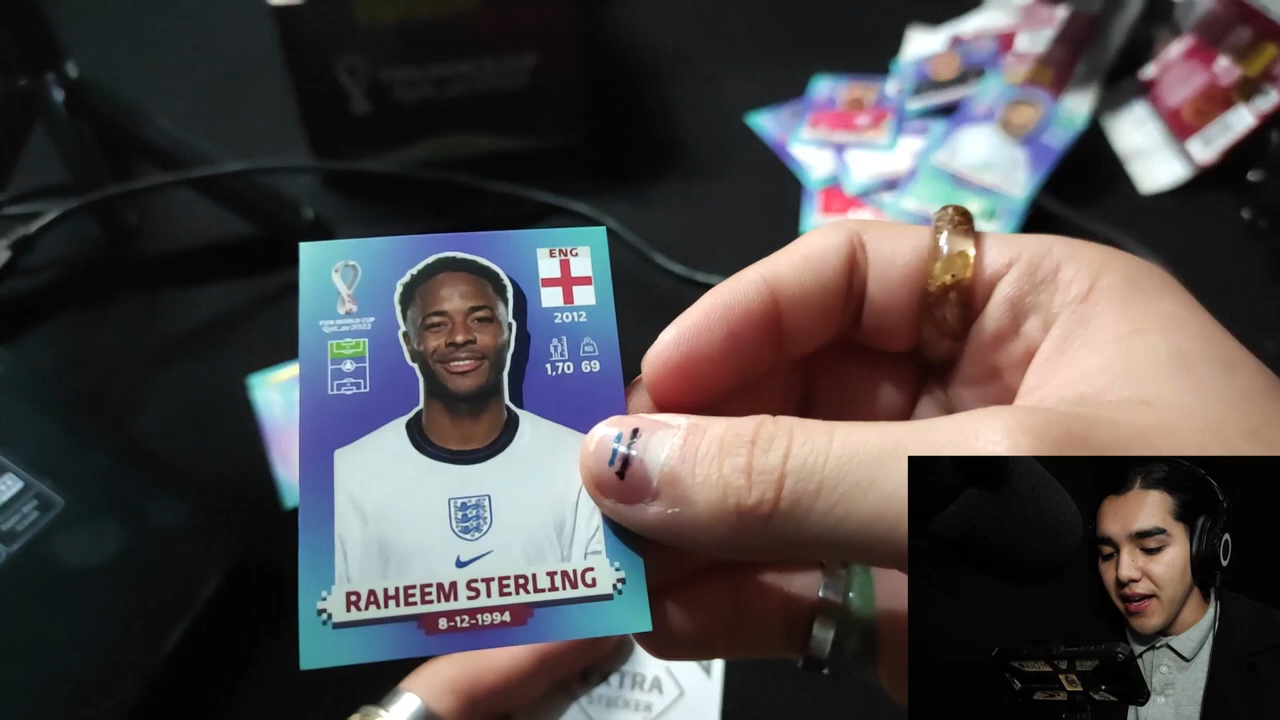 ENG
FIFA WORLD CUP
Qatar2022
2012
1,70 69
RAHEEM STERLING
8-12-1994
EXTRA
STICKER